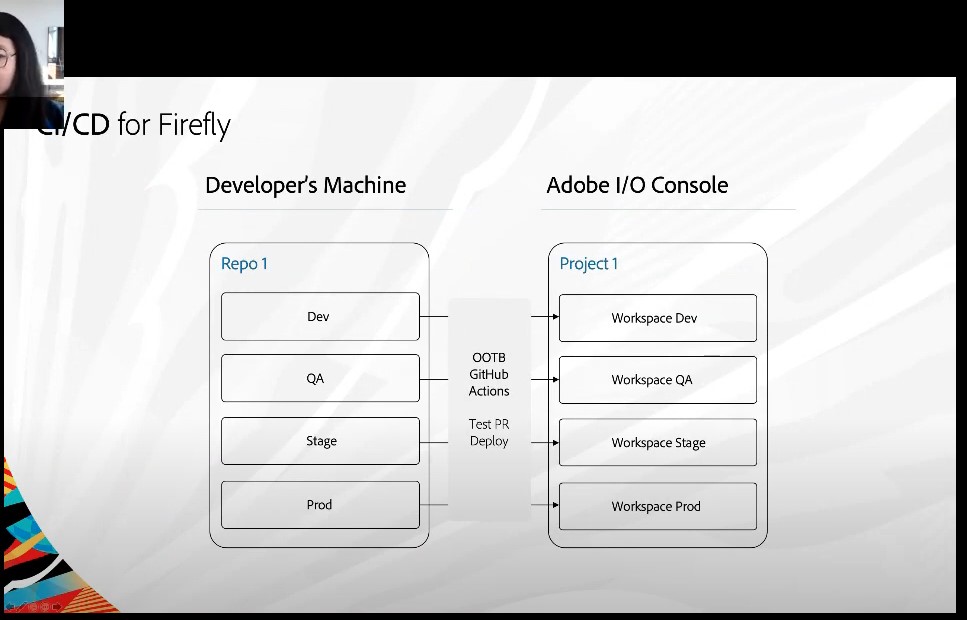 CI/CD for Firefly
Developer's Machine
Adobe I/O Console
Repo 1
Dev
QA
Stage
Prod
OOTB
GitHub
Actions
Test PR
Deploy
Project 1
Workspace Dev
Workspace QA
Workspace Stage
Workspace Prod